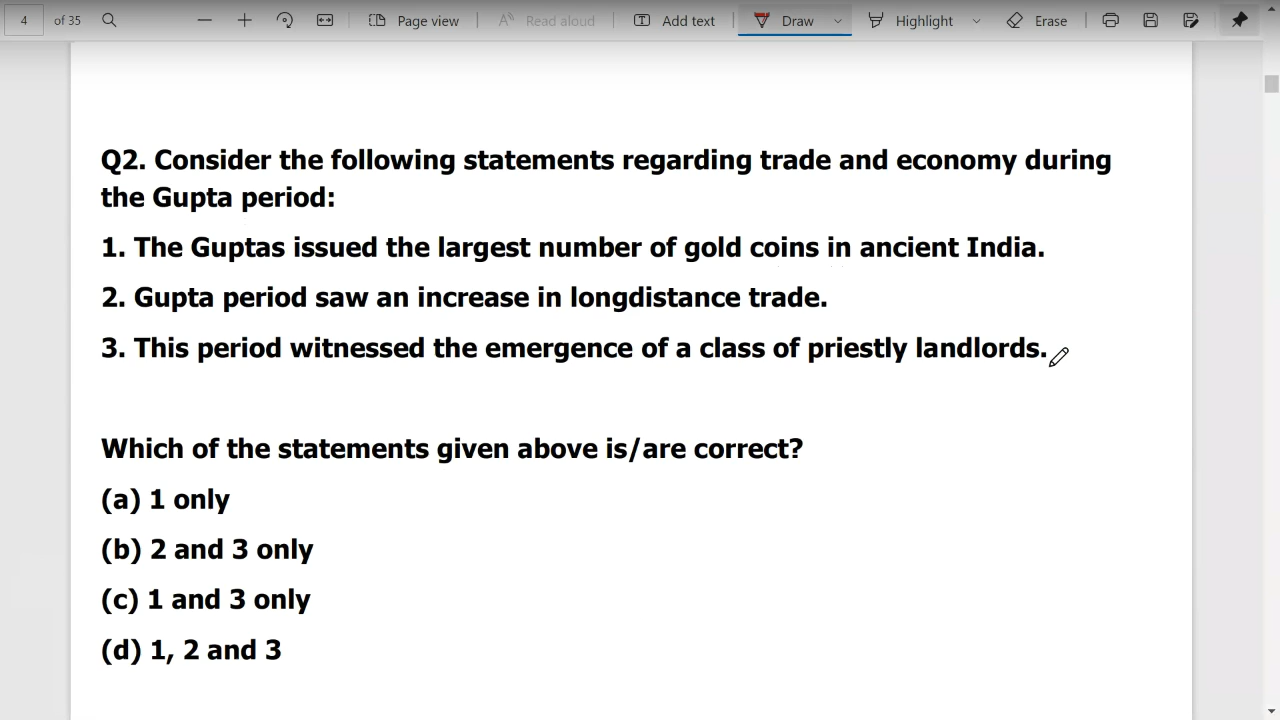 4 of 35 Page view Read aloud Add text Draw Highlight Erase
Q2. Consider the following statements regarding trade and economy during
the Gupta period:
1. The Guptas issued the largest number of gold coins in ancient India.
2. Gupta period saw an increase in longdistance trade.
3. This period witnessed the emergence of a class of priestly landlords.
Which of the statements given above is/are correct?
(a) 1 only
(b) 2 and 3 only
(c) 1 and 3 only
(d) 1, 2 and 3